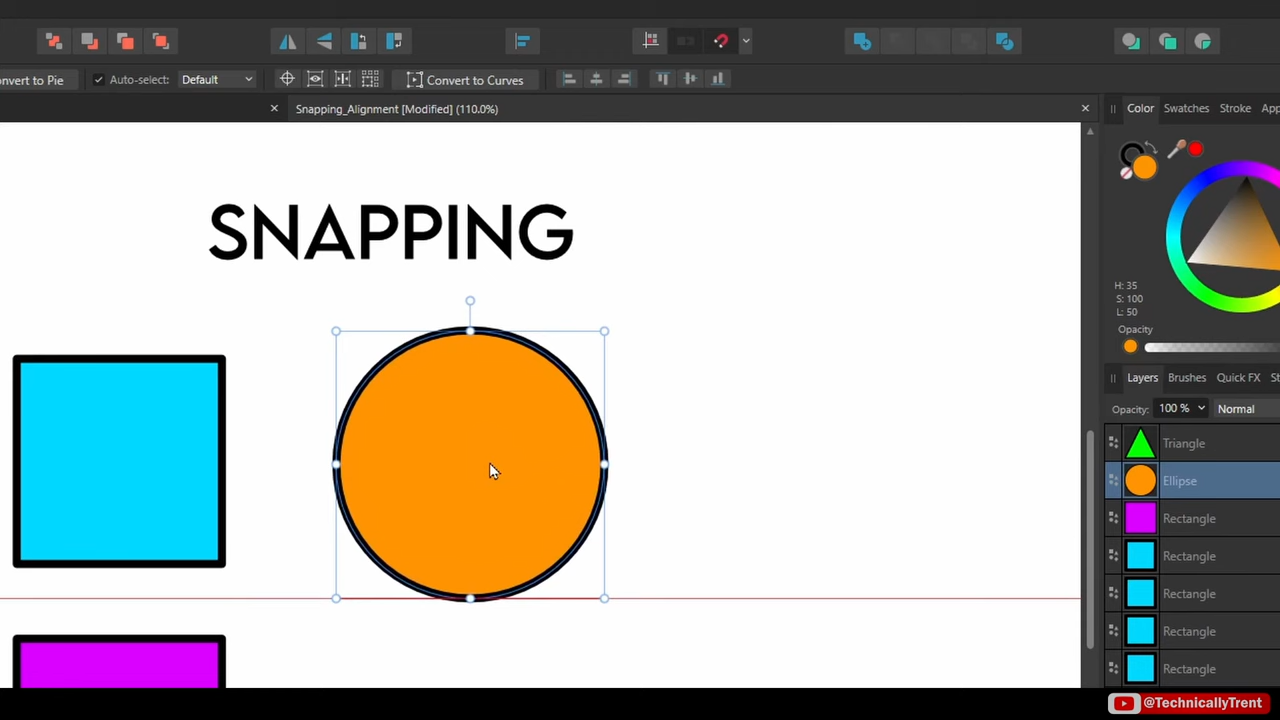 onvert to Pie
Auto-select: Default
Convert to Curves
Snapping_Alignment [Modified] (110.0%)
Color Swatches Stroke Ap
SNAPPING
H: 35
S: 100
L: 50
Opacity
Layers Brushes Quick FX St
Opacity: 100 % Normal
Triangle
Ellipse
Rectangle
Rectangle
Rectangle
Rectangle
Rectangle
@TechnicallyTrent